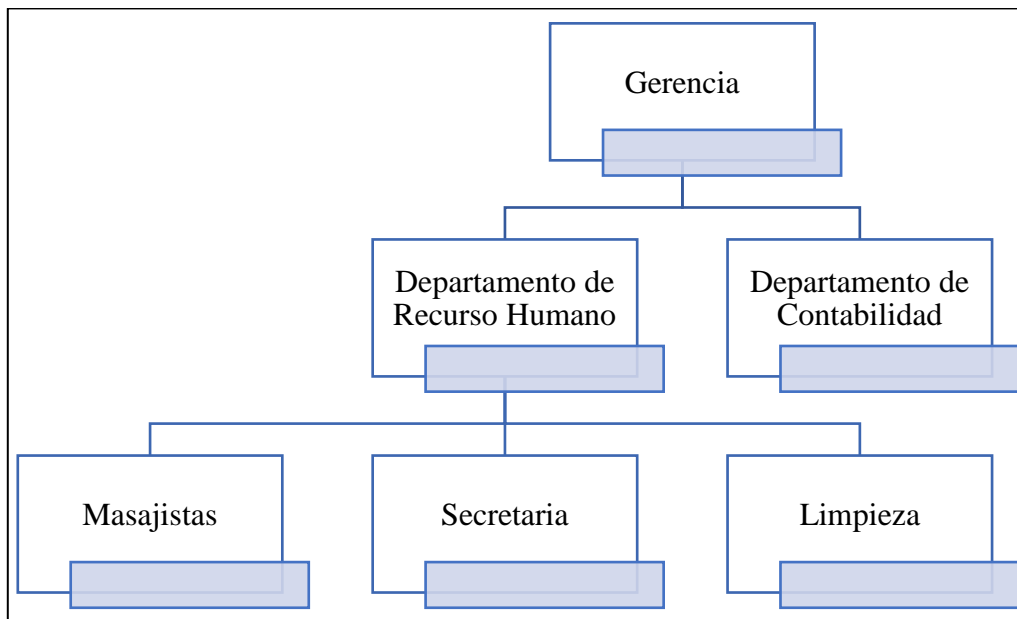 Gerencia
Departamento de
Recurso Humano
Departamento de
Contabilidad
Masajistas
Secretaria
Limpieza